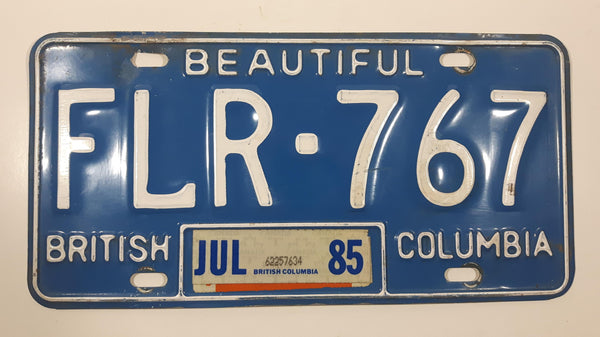 BEAUTIFUL
FLR·767
BRITISH COLUMBIA
JUL 85
62257634
BRITISH COLUMBIA